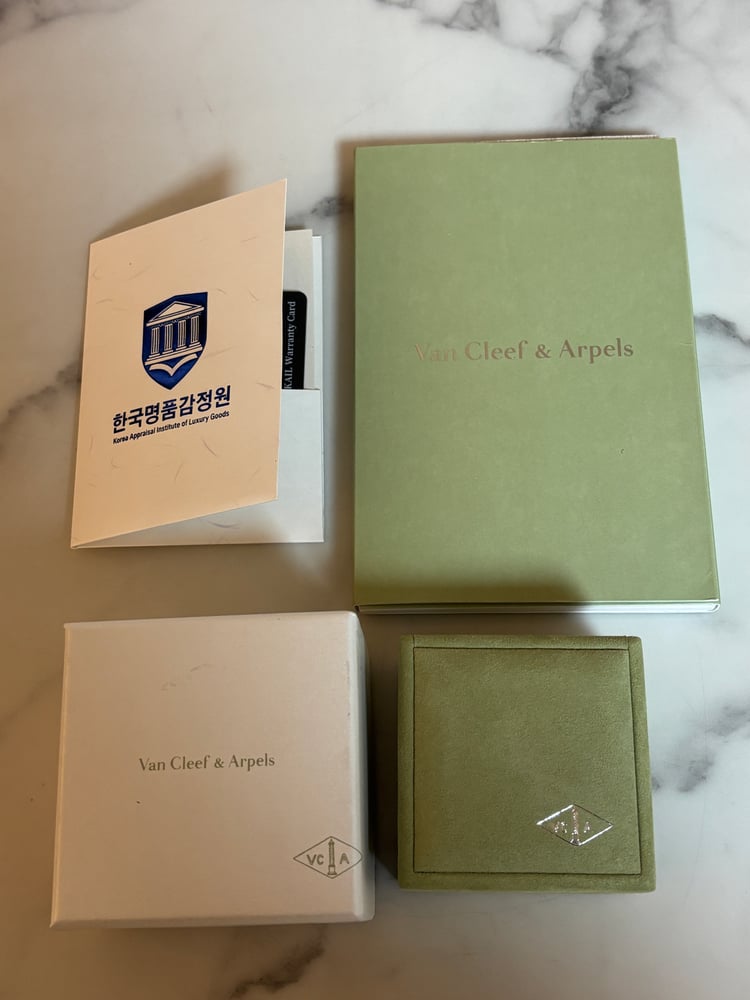 한국명품감정원
Korea Appraisal Institute of Luxury Goods
KAIL Warranty Card
Van Cleef & Arpels
Van Cleef & Arpels
VC A
VC A